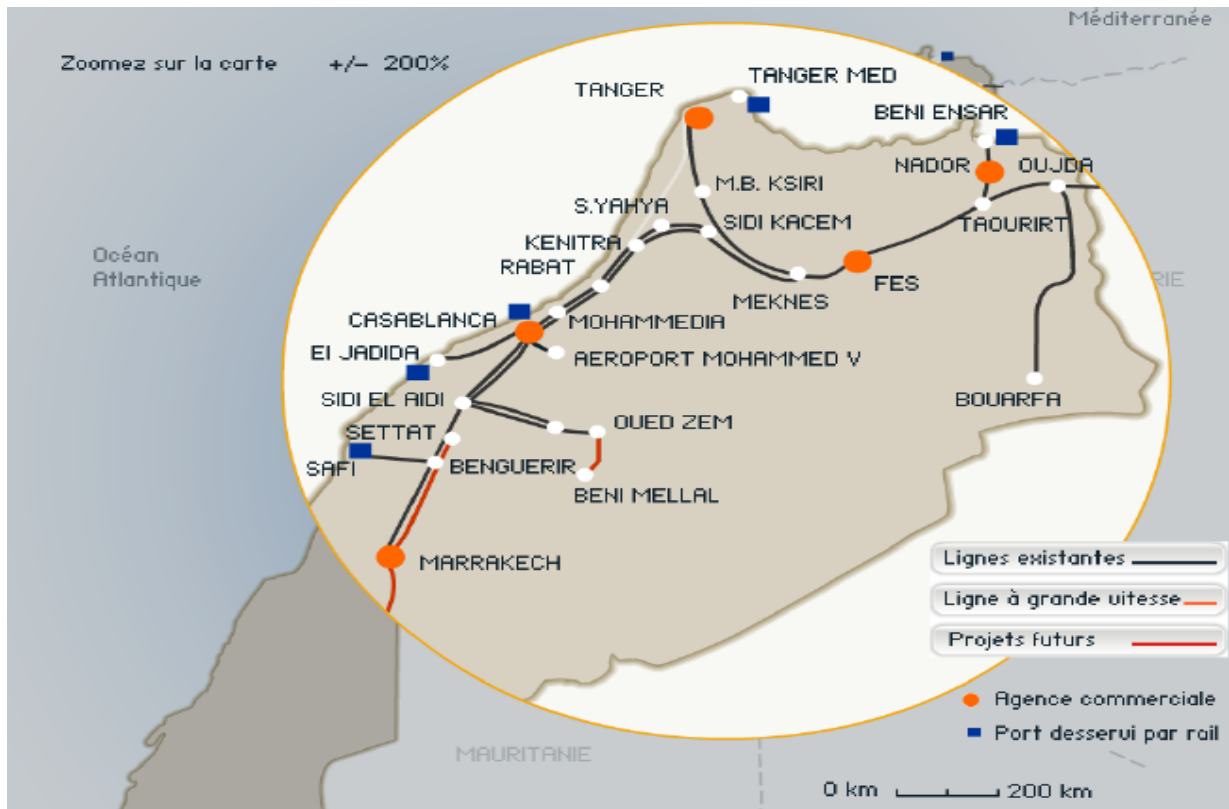 Méditerranée
Zoomez sur la carte +/- 200%
TANGER
TANGER MED
BENI ENSAR
NADOR
OUJDA
M.B. KSIRI
S.YAHYA
SIDI KACEM
TAOURIRT
KENITRA
RABAT
Océan
Atlantique
MEKNES
FES
RIE
CASABLANCA
MOHAMMEDIA
El JADIDA
AEROPORT MOHAMMED V
SIDI EL AIDI
BOUARFA
OUED ZEM
SETTAT
SAFI
BENGUERIR
BENI MELLAL
MARRAKECH
Lignes existantes
Ligne à grande vitesse
Projets futurs
Agence commerciale
Port desservi par rail
MAURITANIE
0 km 200 km